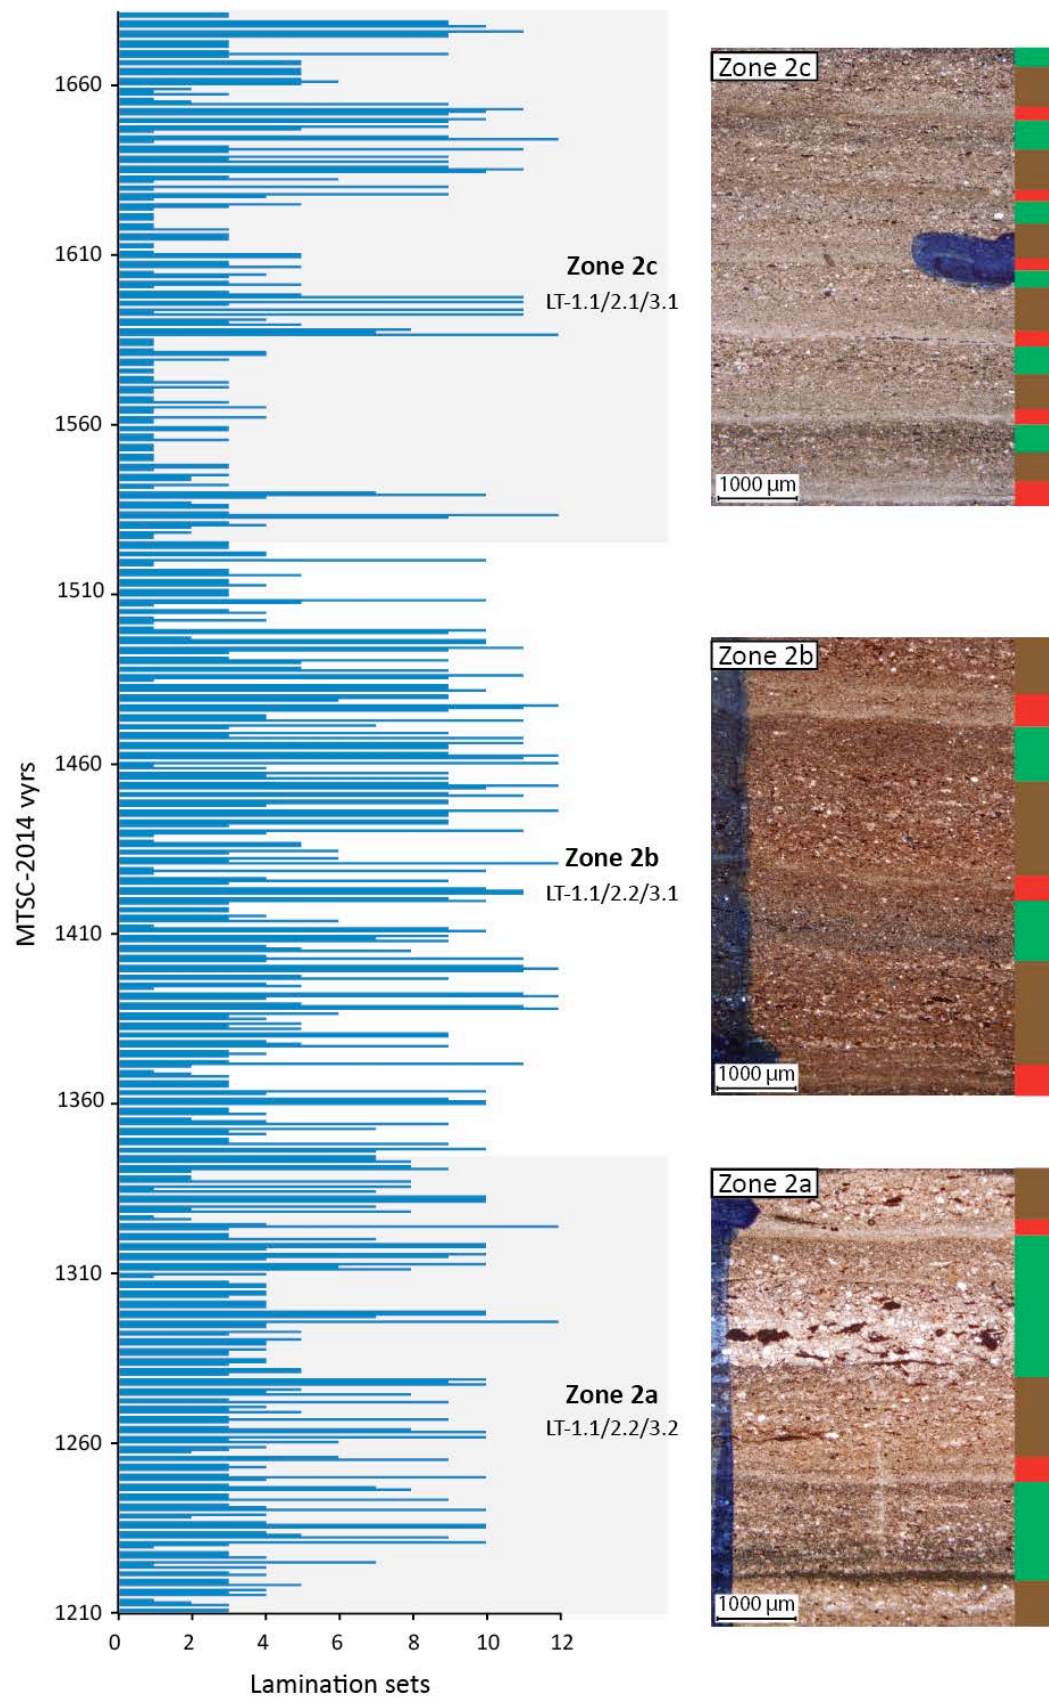 1660
1610
1560
1510
1460
1410
1360
1310
1260
1210
MTSC-2014 vyrs
0 2 4 6 8 10 12
Lamination sets
Zone 2c
LT-1.1/2.1/3.1
Zone 2b
LT-1.1/2.2/3.1
Zone 2a
LT-1.1/2.2/3.2
Zone 2c
1000 µm
Zone 2b
1000 µm
Zone 2a
1000 µm